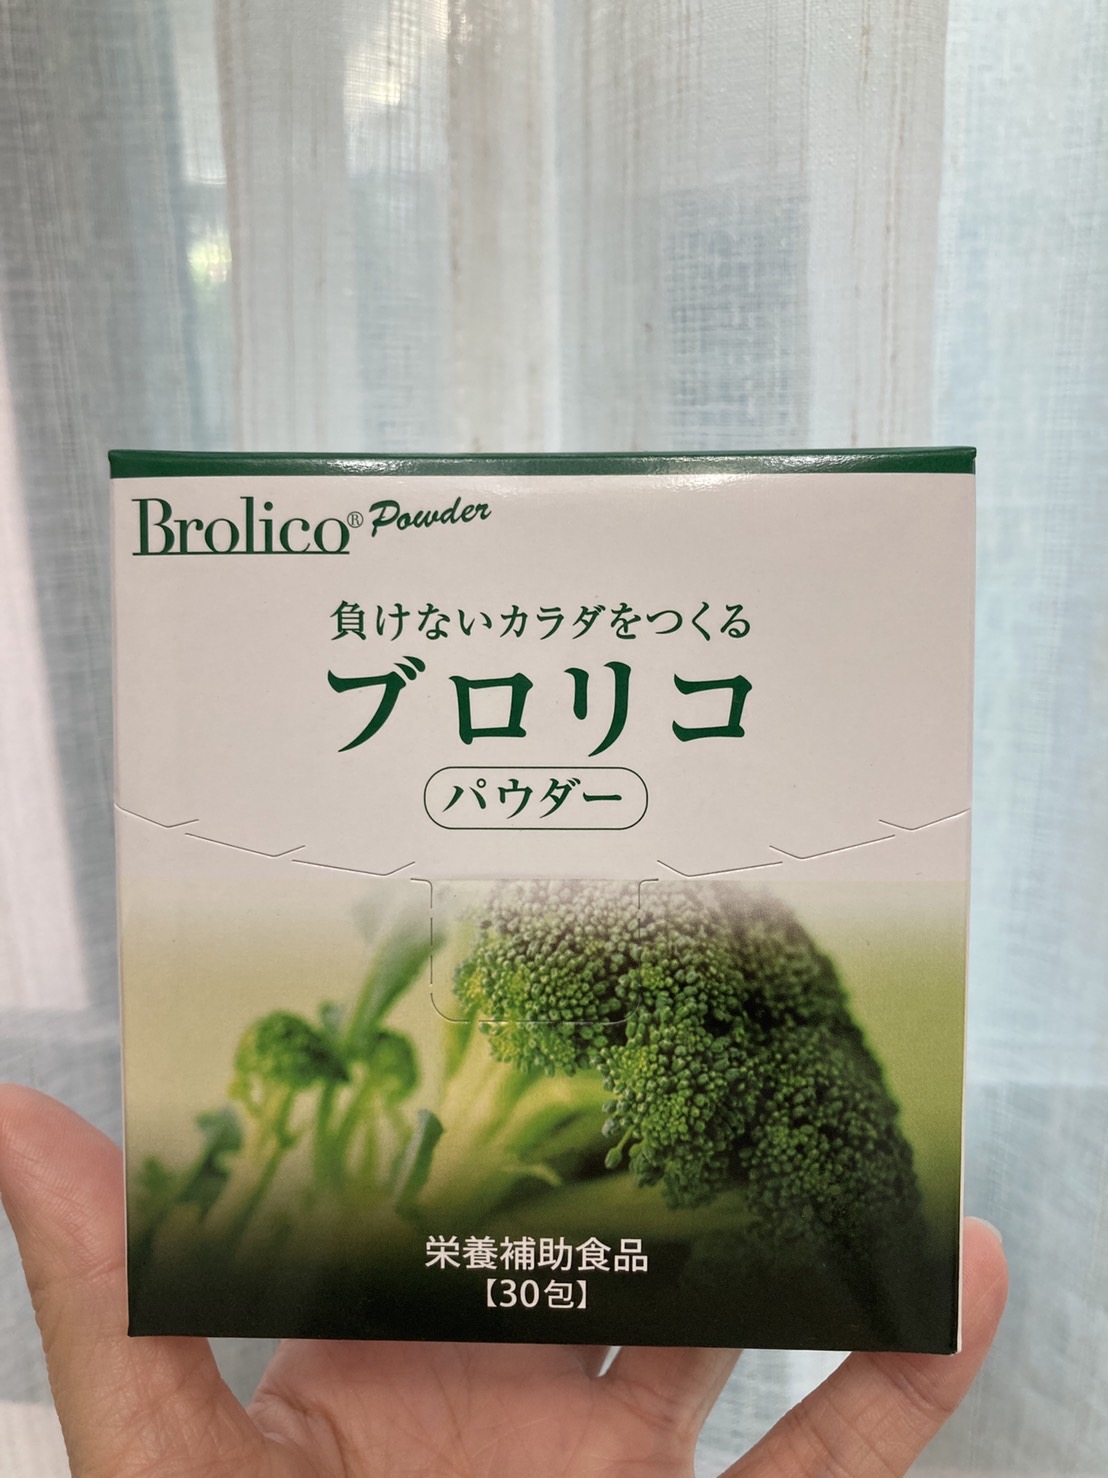 Brolico® Powder
負けないカラダをつくる
ブロリコ
パウダー
栄養補助食品
【30包】